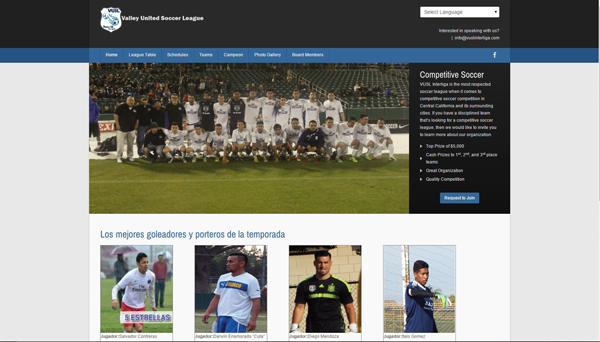 VUSL
Valley United Soccer League
Select Language
Interested in speaking with us?
| info@vuslinterliga.com
Home League Table Schedules Teams Campeon Photo Gallery Board Members f
Competitive Soccer
VUSL Interliga is the most respected
soccer league when it comes to
competitive soccer competition in
Central California and its surrounding
cities. If you have a disciplined team
that's looking for a competitive soccer
league, then we would like to invite you
to learn more about our organization.
Top Prize of $5,000
Cash Prizes to 1st, 2nd, and 3rd place
teams
Great Organization
Quality Competition
Request to Join
Los mejores goleadores y porteros de la temporada
5 ESTRELLAS
Jugador:Salvador Contreras
Jugador:Darwin Enamorado "Cuta"
Jugador:Diego Mendoza